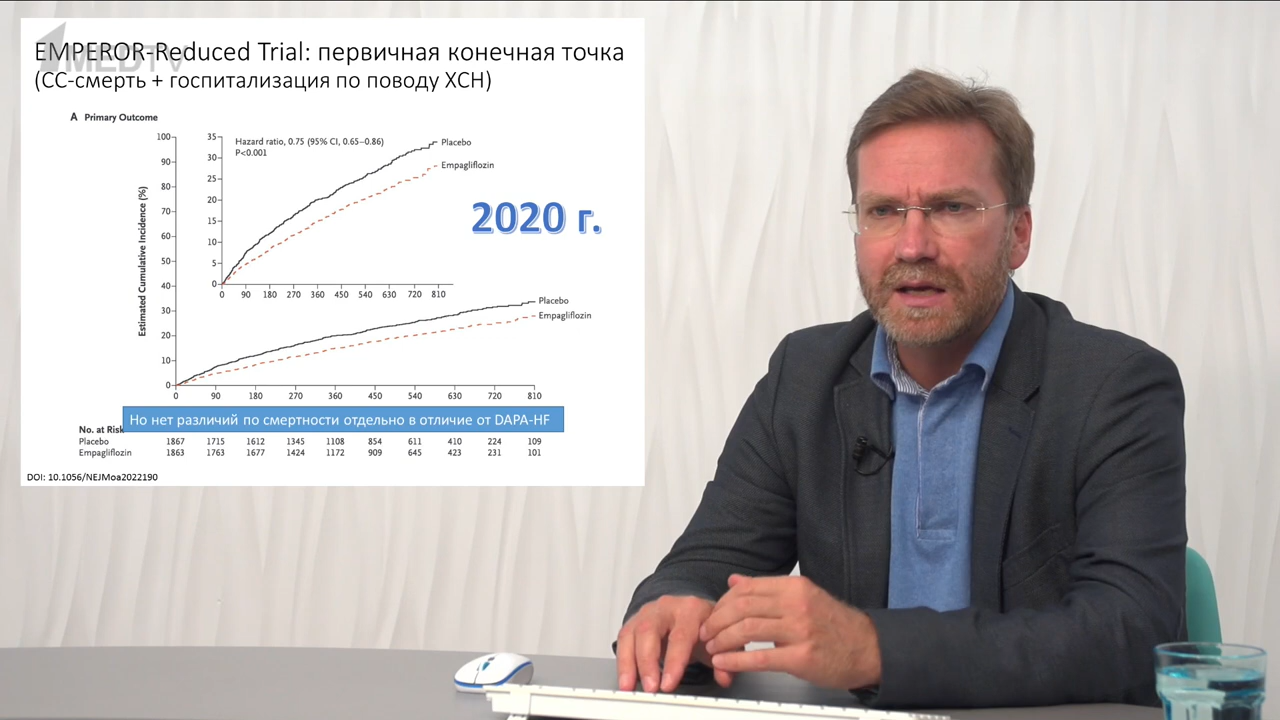 MEDTV
EMPEROR-Reduced Trial: первичная конечная точка
(СС-смерть + госпитализация по поводу ХСН)
A Primary Outcome
Estimated Cumulative Incidence (%)
100
90
80
70
60
50
40
30
20
10
0
35
30
25
20
15
10
5
0
Hazard ratio, 0.75 (95% CI, 0.65–0.86)
P<0.001
Placebo
Empagliflozin
2020 г.
0 90 180 270 360 450 540 630 720 810
Placebo
Empagliflozin
0 90 180 270 360 450 540 630 720 810
Но нет различий по смертности отдельно в отличие от DAPA-HF
No. at Risk
Placebo 1867 1715 1612 1345 1108 854 611 410 224 109
Empagliflozin 1863 1763 1677 1424 1172 909 645 423 231 101
DOI: 10.1056/NEJMoa2022190